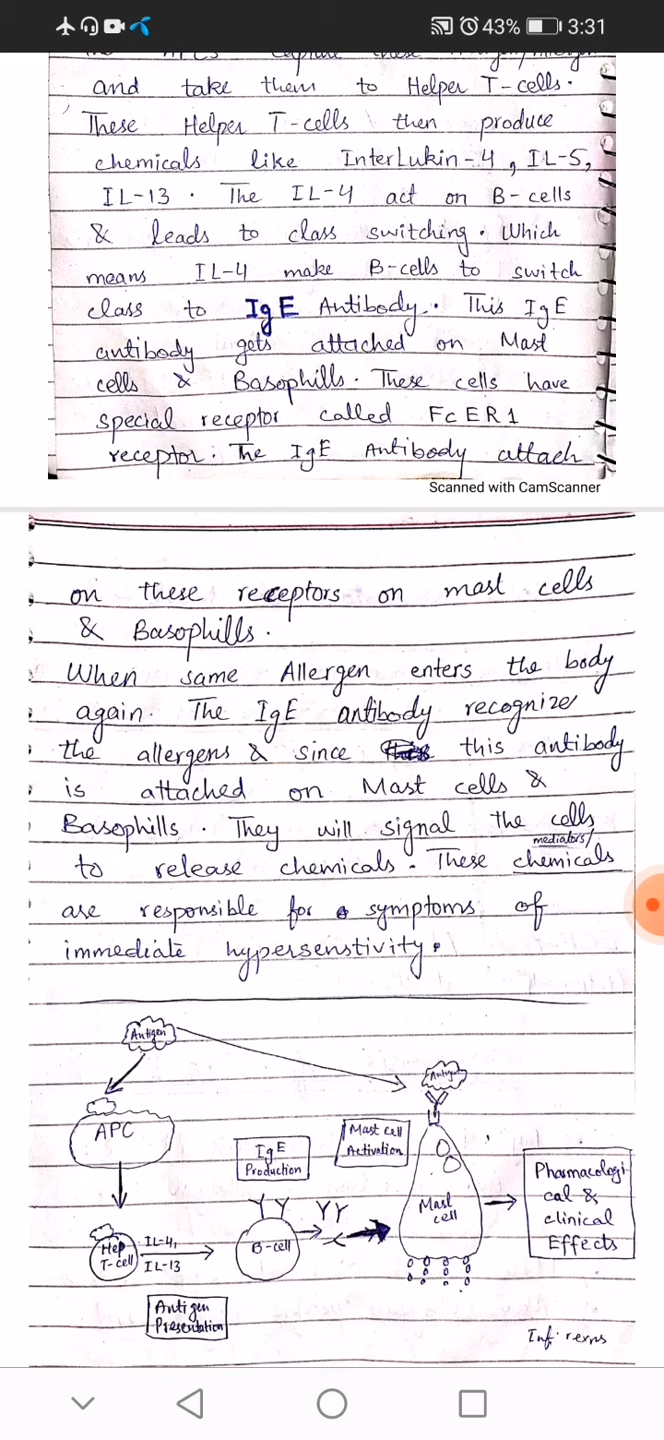 43% 3:31
and take them to Helper T-cells.
These Helper T-cells then produce
chemicals like InterLukin-4, IL-5,
IL-13. The IL-4 act on B-cells
& leads to class switching. Which
means IL-4 make B-cells to switch
class to IgE Antibody. This IgE
antibody gets attached on Mast
cells & Basophills. These cells have
special receptor called FcER1
receptor. The IgE Antibody attach
Scanned with CamScanner
on these receptors on mast cells
& Basophills.
When same Allergen enters the body
again. The IgE antibody recognize
the allergens & since this antibody
is attached on Mast cells &
Basophills. They will signal the cells
mediators/
to release chemicals. These chemicals
are responsible for symptoms of
immediate hypersenstivity.
Antigen
Antigen
APC
IgE
Production
Mast cell
Activation
Pharmacologi
cal &
clinical
Effects
Mast
cell
Help
T-cell
IL-4,
IL-13
B-cell
Antigen
Presentation